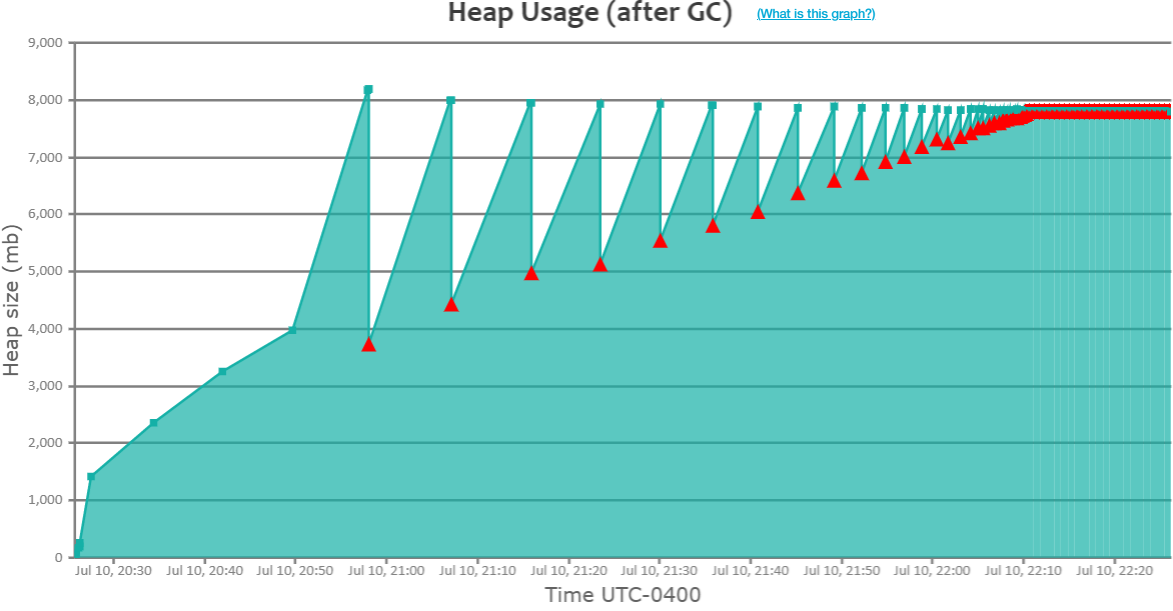 Heap Usage (after GC) (What is this graph?)
Heap size (mb)
9,000
8,000
7,000
6,000
5,000
4,000
3,000
2,000
1,000
0
Jul 10, 20:30 Jul 10, 20:40 Jul 10, 20:50 Jul 10, 21:00 Jul 10, 21:10 Jul 10, 21:20 Jul 10, 21:30 Jul 10, 21:40 Jul 10, 21:50 Jul 10, 22:00 Jul 10, 22:10 Jul 10, 22:20
Time UTC-0400